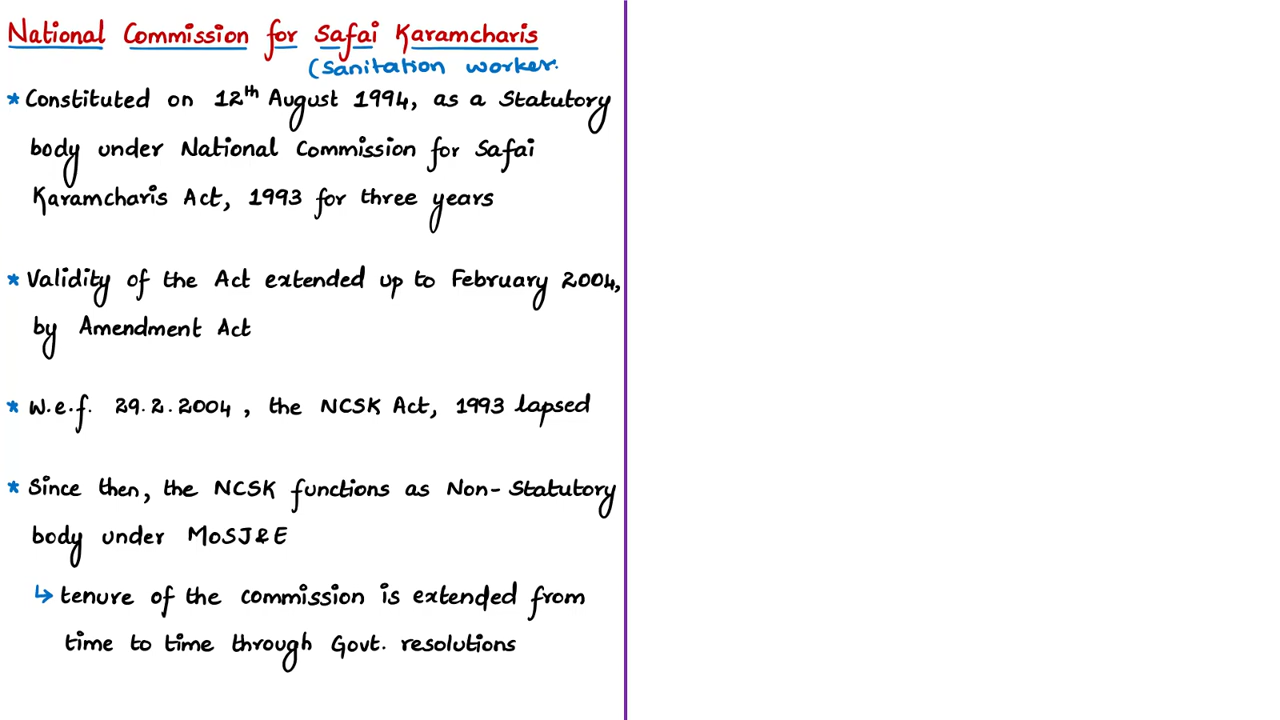 National Commission for Safai Karamcharis
(Sanitation worker.
* Constituted on 12th August 1994, as a Statutory
body under National Commission for Safai
Karamcharis Act, 1993 for three years
* Validity of the Act extended up to February 2004,
by Amendment Act
* w.e.f. 29.2.2004, the NCSK Act, 1993 lapsed
* Since then, the NCSK functions as Non-Statutory
body under MoSJ&E
↳ tenure of the commission is extended from
time to time through Govt. resolutions